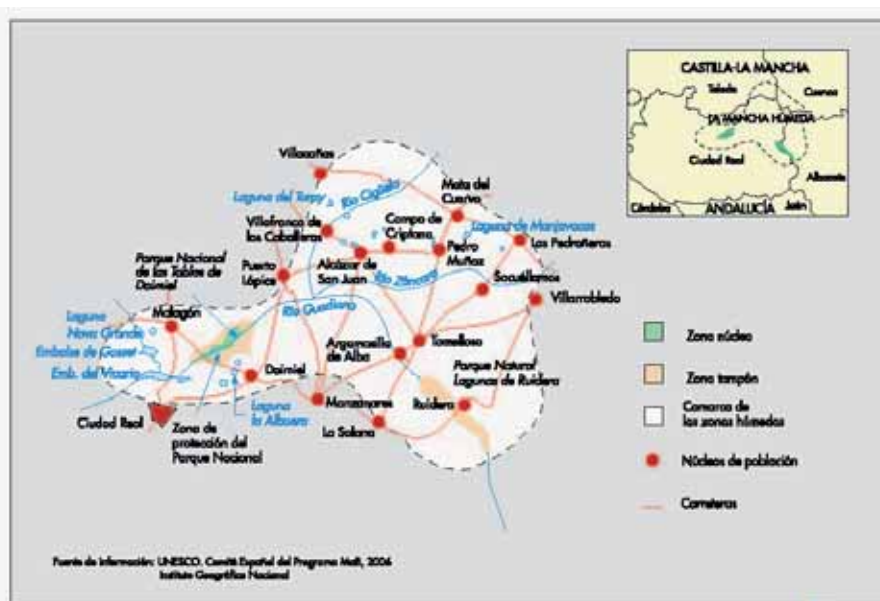 CASTILLA-LA MANCHA
Toledo
Cuenca
LA MANCHA HÚMEDA
Ciudad Real
Albacete
Córdoba
ANDALUCÍA
Jaén
Villacañas
Río Cigüela
Mata del
Cuervo
Laguna del Tarpy
Villafranca de
los Caballeros
Campo de
Criptana
Laguna de Manjavacas
Las Pedroñeras
Parque Nacional
de las Tablas de
Daimiel
Puerto
Lápice
Alcázar de
San Juan
Pedro
Muñoz
Río Záncara
Socuéllamos
Villarrobledo
Laguna
Nava Grande
Malagón
Río Guadiana
Embalse de Gasset
Emb. del Vicario
Argamasilla
de Alba
Tomelloso
Daimiel
Parque Natural
Lagunas de Ruidera
Ciudad Real
Zona de
protección del
Parque Nacional
Laguna
la Albuera
Manzanares
Ruidera
La Solana
Zona núcleo
Zona tampón
Comarca de
las zonas húmedas
Núcleos de población
Carreteras
Fuente de información: UNESCO. Comité Español del Programa MaB, 2006
Instituto Geográfico Nacional